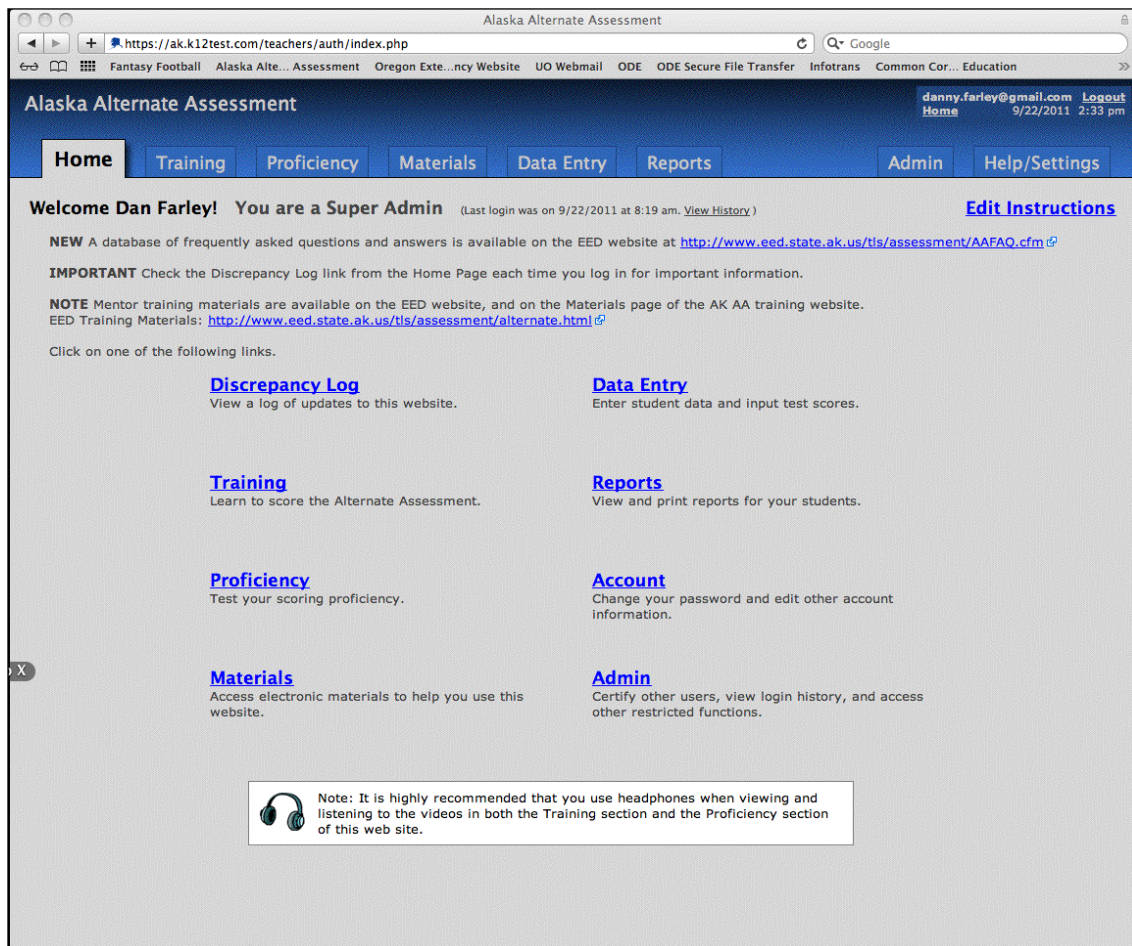 Alaska Alternate Assessment
https://ak.k12test.com/teachers/auth/index.php
Google
Fantasy Football Alaska Alte... Assessment Oregon Exte...ncy Website UO Webmail ODE ODE Secure File Transfer Infotrans Common Cor... Education
Alaska Alternate Assessment
danny.farley@gmail.com Logout
Home 9/22/2011 2:33 pm
Home Training Proficiency Materials Data Entry Reports Admin Help/Settings
Welcome Dan Farley! You are a Super Admin (Last login was on 9/22/2011 at 8:19 am. View History )
Edit Instructions
NEW A database of frequently asked questions and answers is available on the EED website at http://www.eed.state.ak.us/tls/assessment/AAFAQ.cfm
IMPORTANT Check the Discrepancy Log link from the Home Page each time you log in for important information.
NOTE Mentor training materials are available on the EED website, and on the Materials page of the AK AA training website.
EED Training Materials: http://www.eed.state.ak.us/tls/assessment/alternate.html
Click on one of the following links.
Discrepancy Log
View a log of updates to this website.
Data Entry
Enter student data and input test scores.
Training
Learn to score the Alternate Assessment.
Reports
View and print reports for your students.
Proficiency
Test your scoring proficiency.
Account
Change your password and edit other account
information.
X
Materials
Access electronic materials to help you use this
website.
Admin
Certify other users, view login history, and access
other restricted functions.
Note: It is highly recommended that you use headphones when viewing and
listening to the videos in both the Training section and the Proficiency section
of this web site.